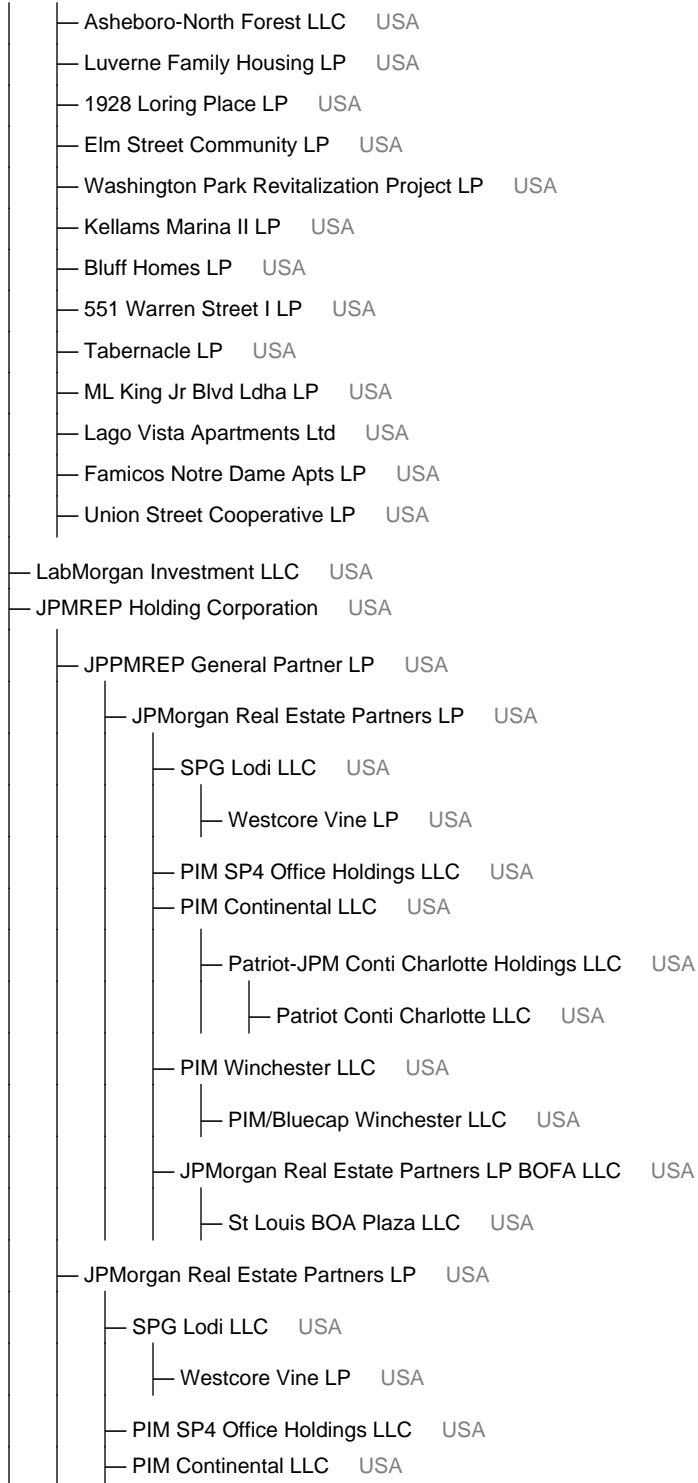 Asheboro-North Forest LLC USA
Luverne Family Housing LP USA
1928 Loring Place LP USA
Elm Street Community LP USA
Washington Park Revitalization Project LP USA
Kellams Marina II LP USA
Bluff Homes LP USA
551 Warren Street I LP USA
Tabernacle LP USA
ML King Jr Blvd Ldha LP USA
Lago Vista Apartments Ltd USA
Famicos Notre Dame Apts LP USA
Union Street Cooperative LP USA
LabMorgan Investment LLC USA
JPMREP Holding Corporation USA
JPPMREP General Partner LP USA
JPMorgan Real Estate Partners LP USA
SPG Lodi LLC USA
Westcore Vine LP USA
PIM SP4 Office Holdings LLC USA
PIM Continental LLC USA
Patriot-JPM Conti Charlotte Holdings LLC USA
Patriot Conti Charlotte LLC USA
PIM Winchester LLC USA
PIM/Bluecap Winchester LLC USA
JPMorgan Real Estate Partners LP BOFA LLC USA
St Louis BOA Plaza LLC USA
JPMorgan Real Estate Partners LP USA
SPG Lodi LLC USA
Westcore Vine LP USA
PIM SP4 Office Holdings LLC USA
PIM Continental LLC USA